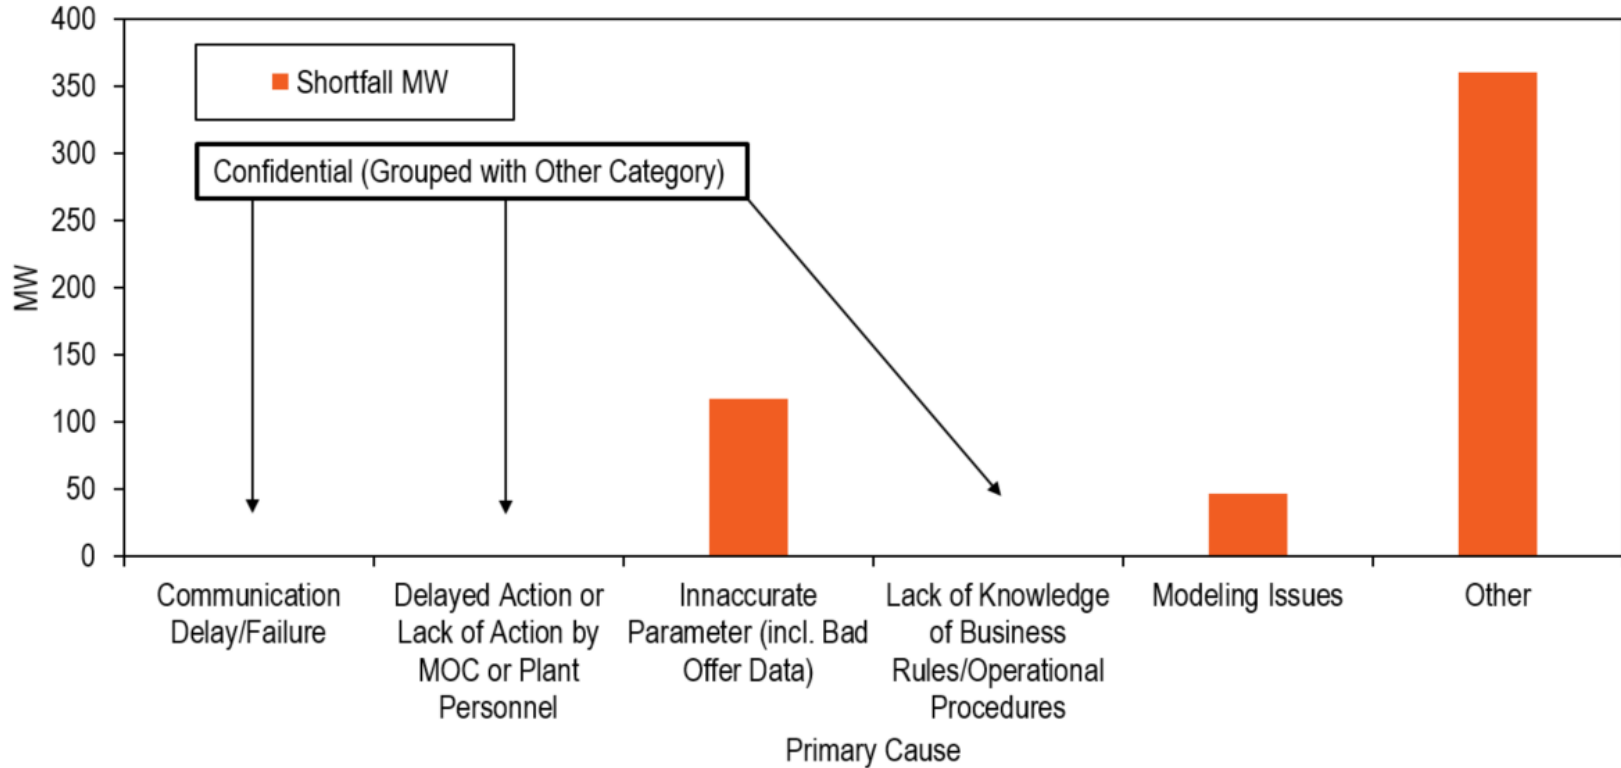 400
350
300
250
200
150
100
50
0
MW
Shortfall MW
Confidential (Grouped with Other Category)
Communication
Delay/Failure
Delayed Action or
Lack of Action by
MOC or Plant
Personnel
Innaccurate
Parameter (incl. Bad
Offer Data)
Lack of Knowledge
of Business
Rules/Operational
Procedures
Modeling Issues
Other
Primary Cause